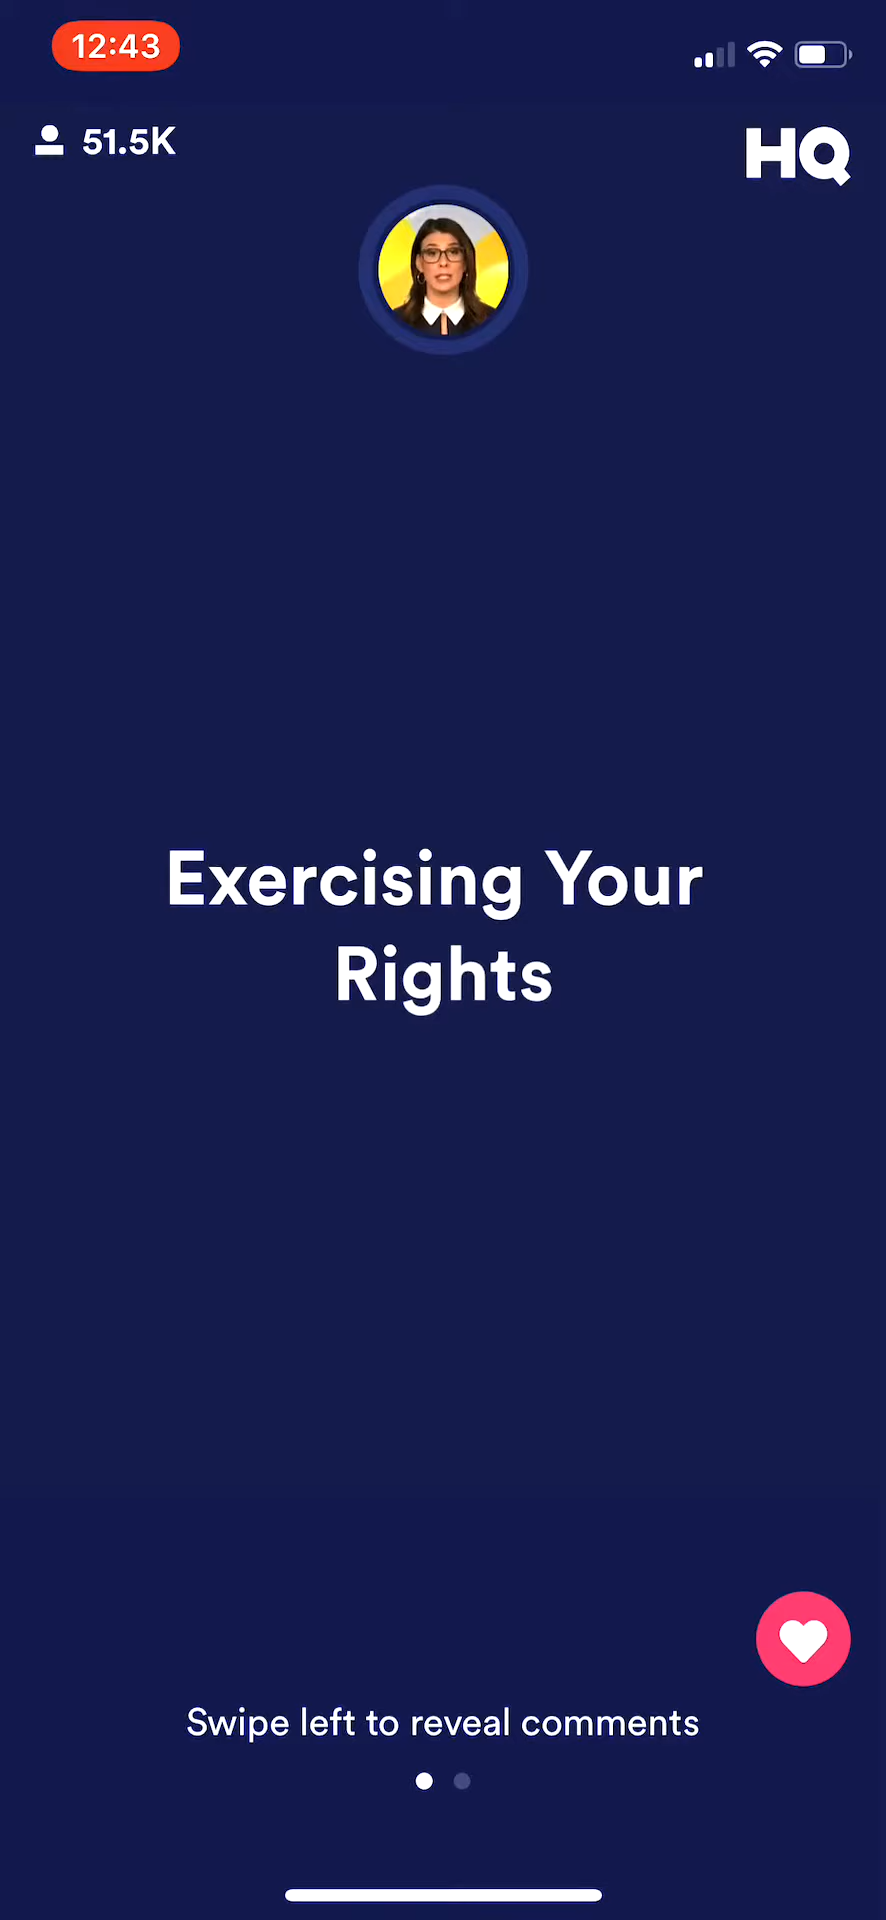 12:43
51.5K
HQ
Exercising Your
Rights
Swipe left to reveal comments